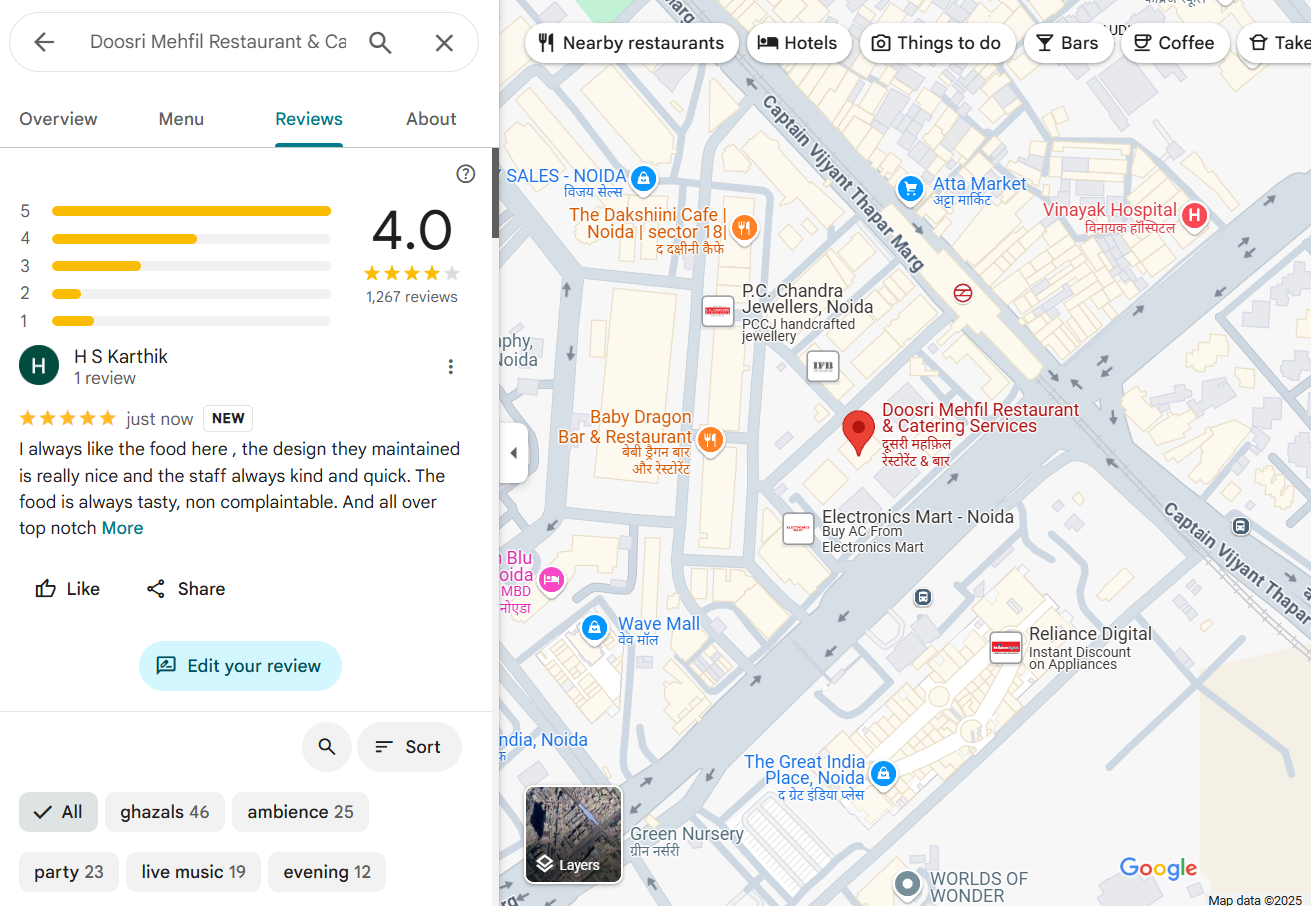 Doosri Mehfil Restaurant & Ca
Overview
Menu
Reviews
About
5
4
3
2
1
4.0
1,267 reviews
H
H S Karthik
1 review
just now
NEW
I always like the food here , the design they maintained
is really nice and the staff always kind and quick. The
food is always tasty, non complaintable. And all over
top notch More
Like
Share
Edit your review
Sort
All
ghazals 46
ambience 25
party 23
live music 19
evening 12
Nearby restaurants
Hotels
Things to do
Bars
Coffee
Take
Captain Vijyant Thapar Marg
SALES - NOIDA
विजय सेल्स
Atta Market
अट्टा मार्किट
Vinayak Hospital
विनायक हॉस्पिटल
H
The Dakshiini Cafe |
Noida | sector 18|
द दक्षीनी कैफे
P.C. Chandra
Jewellers, Noida
PCCJ handcrafted
jewellery
aphy,
Noida
IFB
Baby Dragon
Bar & Restaurant
बेबी ड्रैगन बार
और रेस्टोरेंट
Doosri Mehfil Restaurant
& Catering Services
दूसरी महफ़िल
रेस्टोरेंट & बार
Electronics Mart - Noida
Buy AC From
Electronics Mart
Captain Vijyant Thapar
n Blu
oida
MBD
नोएडा
Wave Mall
वेव मॉल
Reliance Digital
Instant Discount
on Appliances
ndia, Noida
The Great India
Place, Noida
द ग्रेट इंडिया प्लेस
Layers
Green Nursery
ग्रीन नर्सरी
WORLDS OF
WONDER
Google
Map data ©2025